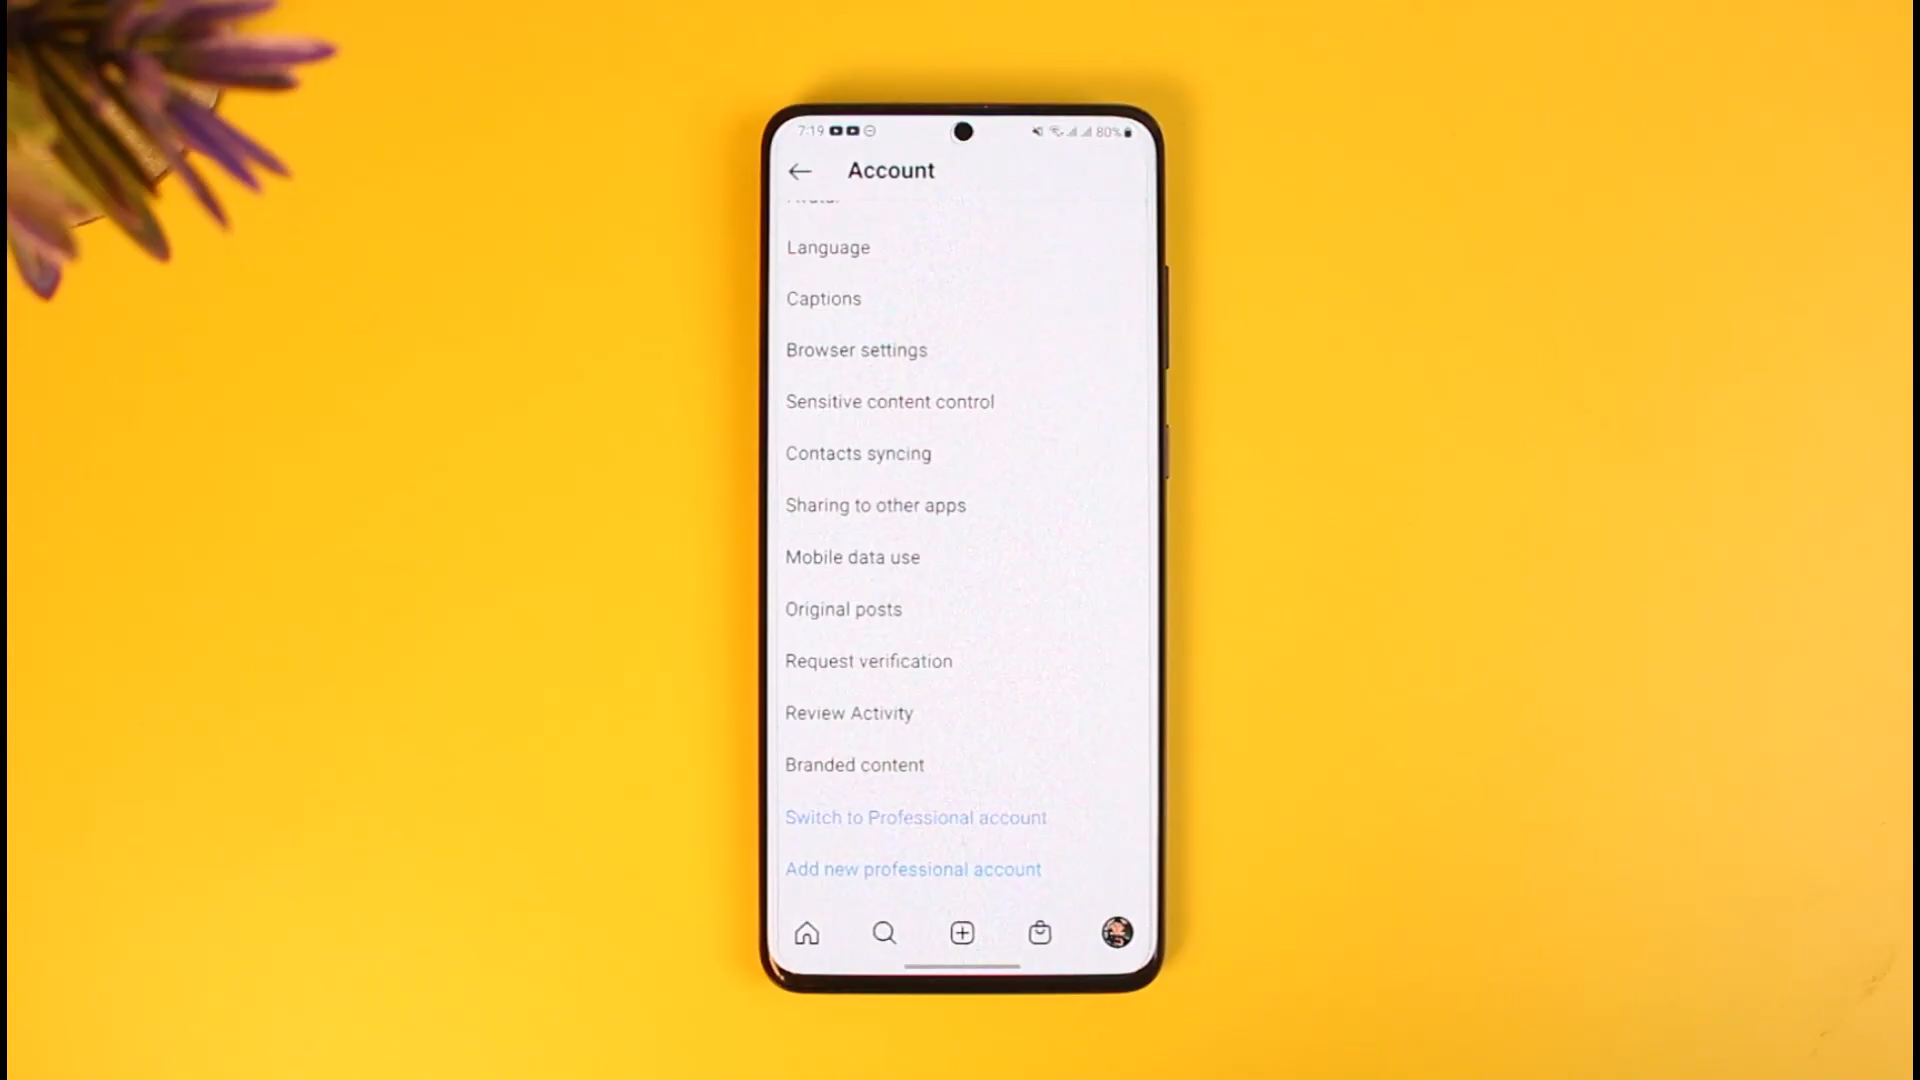 7:19 80%
Account
Language
Captions
Browser settings
Sensitive content control
Contacts syncing
Sharing to other apps
Mobile data use
Original posts
Request verification
Review Activity
Branded content
Switch to Professional account
Add new professional account